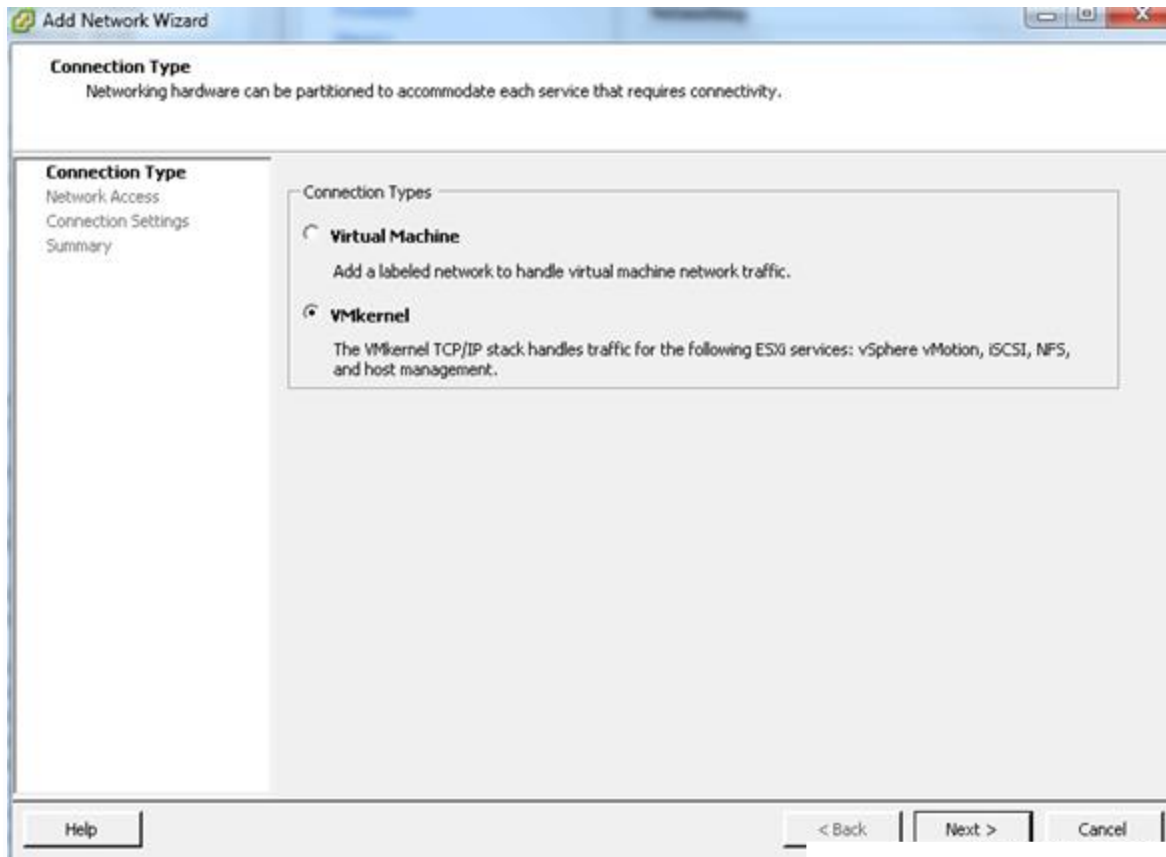 Add Network Wizard
Connection Type
Networking hardware can be partitioned to accommodate each service that requires connectivity.
Connection Type
Network Access
Connection Settings
Summary
Connection Types
Virtual Machine
Add a labeled network to handle virtual machine network traffic.
VMkernel
The VMkernel TCP/IP stack handles traffic for the following ESXi services: vSphere vMotion, iSCSI, NFS,
and host management.
Help
< Back
Next >
Cancel